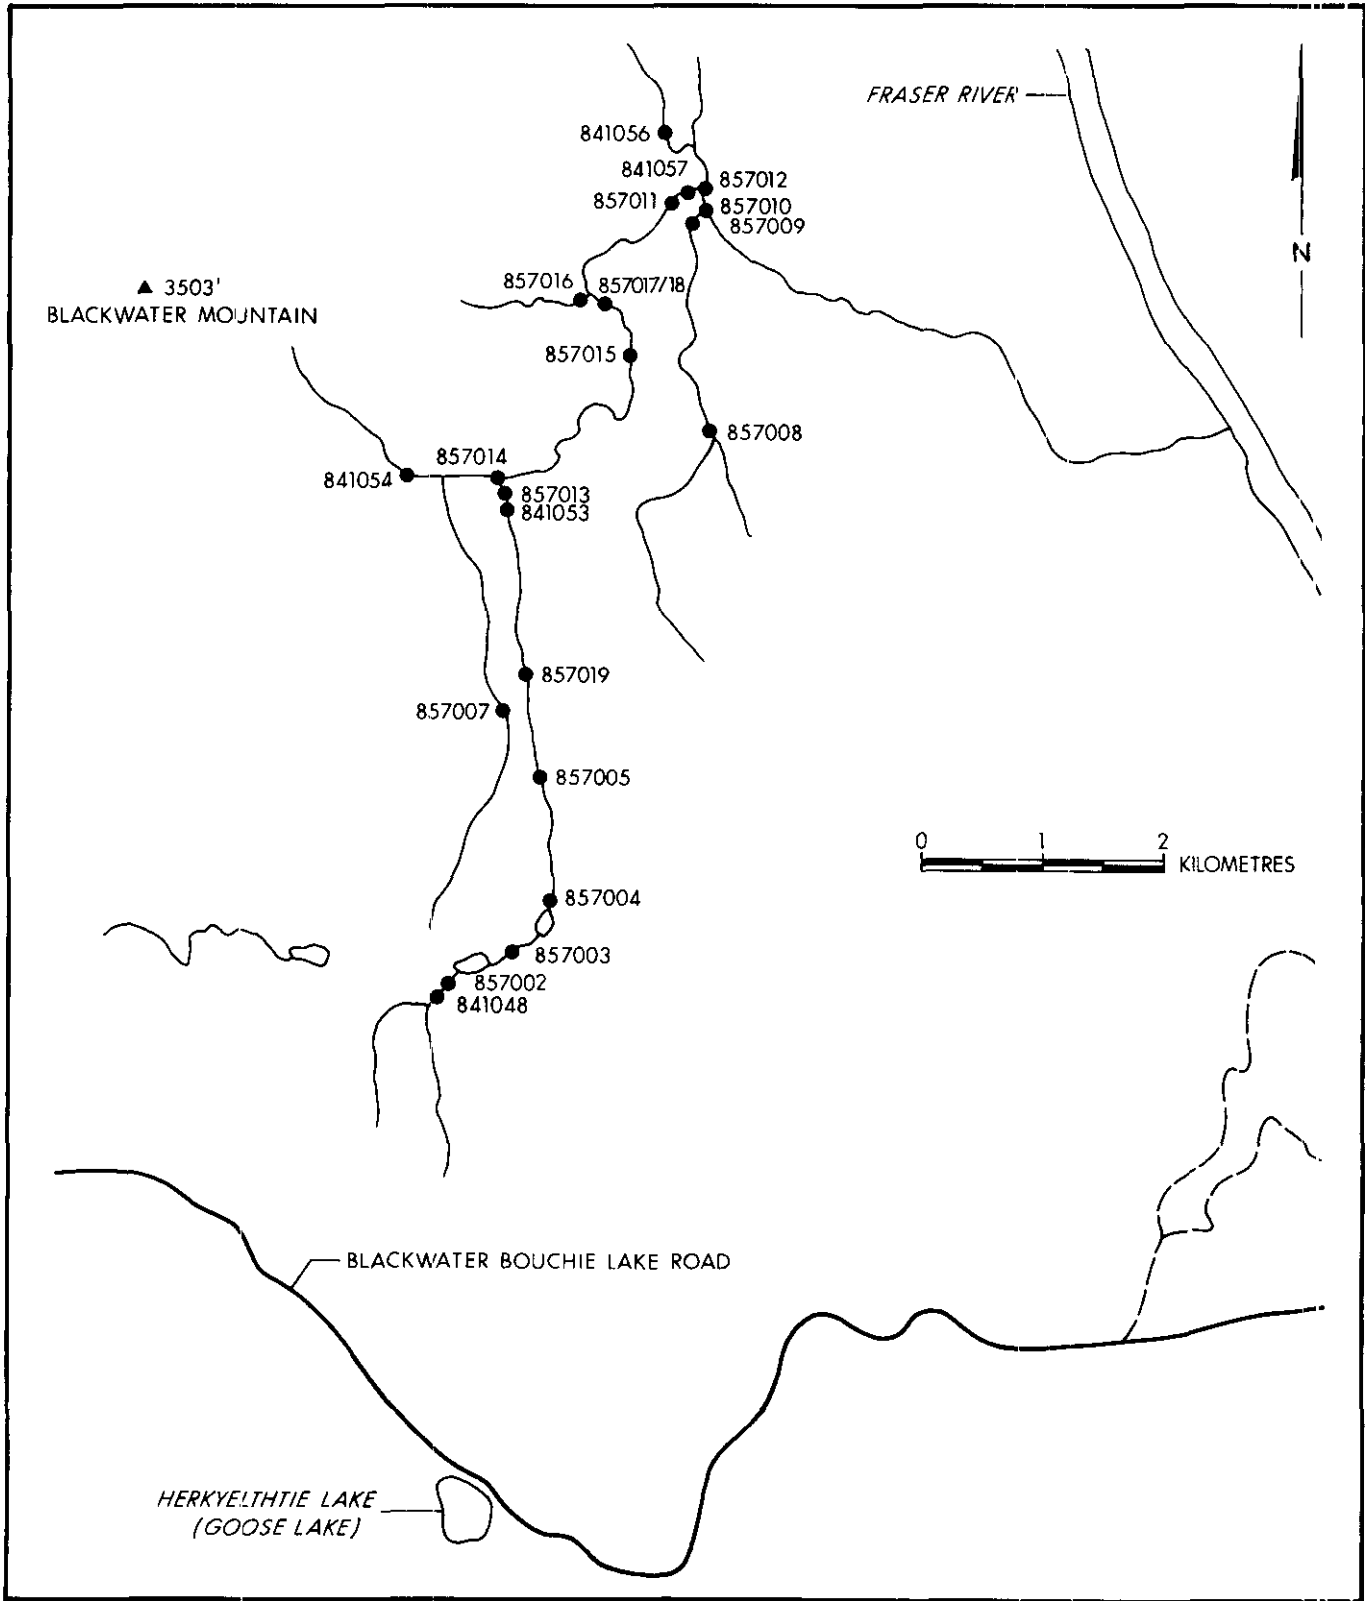 FRASER RIVER
841056
841057
857012
857011
857010
857009
N
857016
857017/18
3503'
BLACKWATER MOUNTAIN
857015
857008
857014
841054
857013
841053
857019
857007
857005
0 1 2
KILOMETRES
857004
857003
857002
841048
BLACKWATER BOUCHIE LAKE ROAD
HERKYELTHTIE LAKE
(GOOSE LAKE)